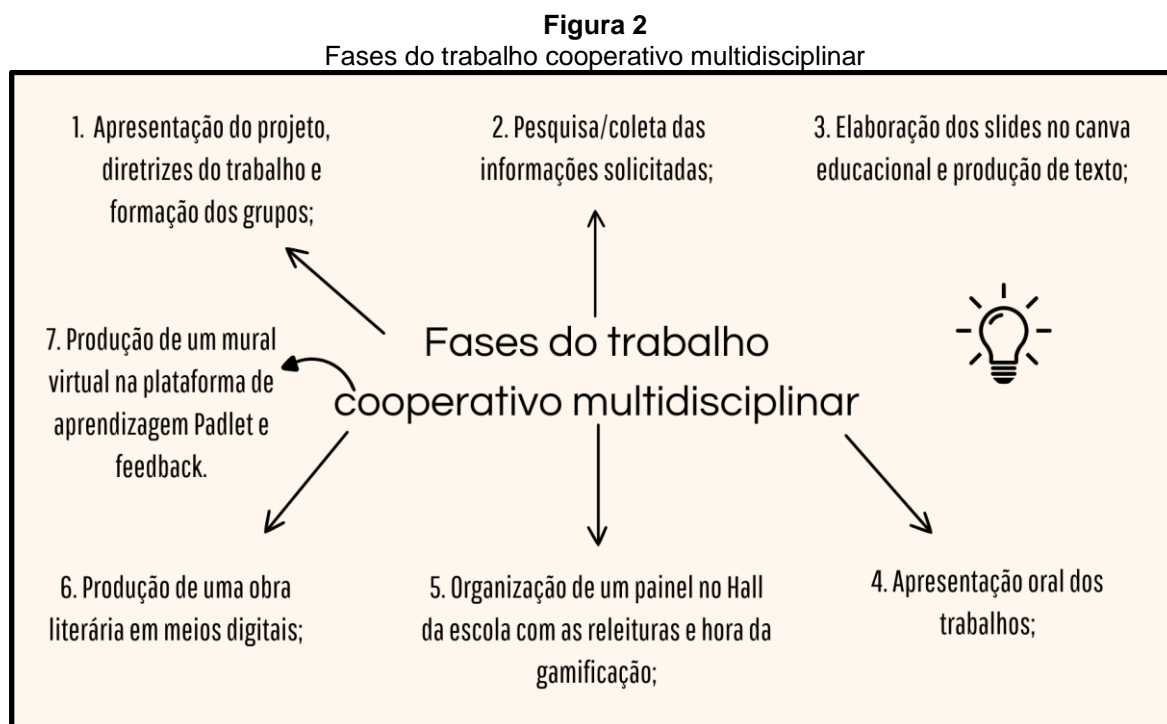 Figura 2
Fases do trabalho cooperativo multidisciplinar
1. Apresentação do projeto,
diretrizes do trabalho e
formação dos grupos;
2. Pesquisa/coleta das
informações solicitadas;
3. Elaboração dos slides no canva
educacional e produção de texto;
Fases do trabalho
cooperativo multidisciplinar
7. Produção de um mural
virtual na plataforma de
aprendizagem Padlet e
feedback.
6. Produção de uma obra
literária em meios digitais;
5. Organização de um painel no Hall
da escola com as releituras e hora da
gamificação;
4. Apresentação oral dos
trabalhos;